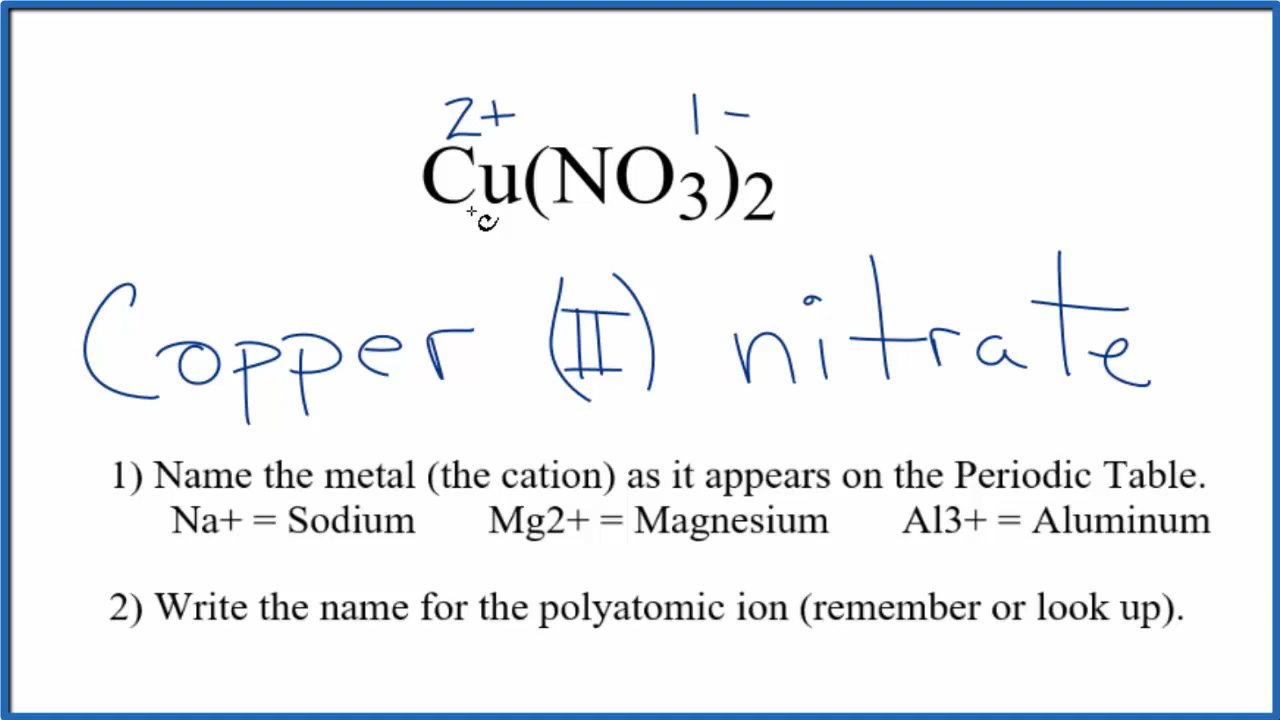 2+ 1-
Cu(NO3)2
Copper (II) nitrate
1) Name the metal (the cation) as it appears on the Periodic Table.
Na+ = Sodium Mg2+ = Magnesium Al3+ = Aluminum
2) Write the name for the polyatomic ion (remember or look up).